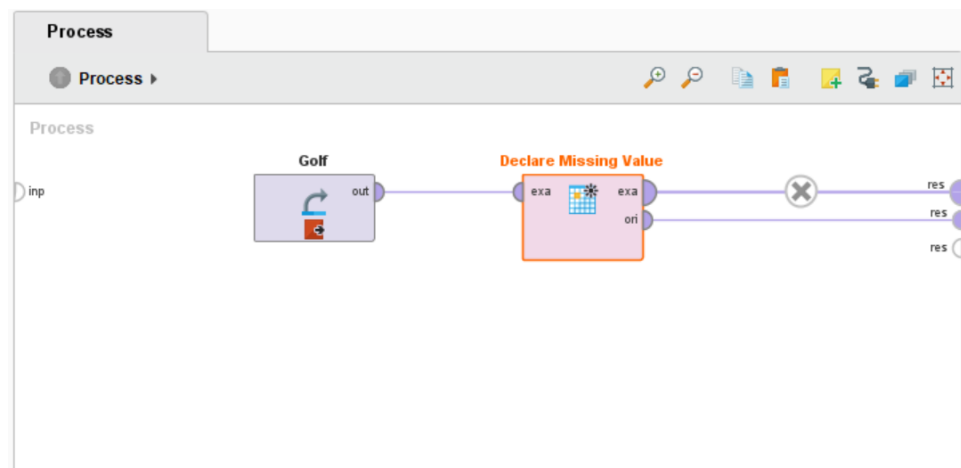 Process
Process
Process
Golf
Declare Missing Value
inp
out
exa
exa
res
ori
res
res